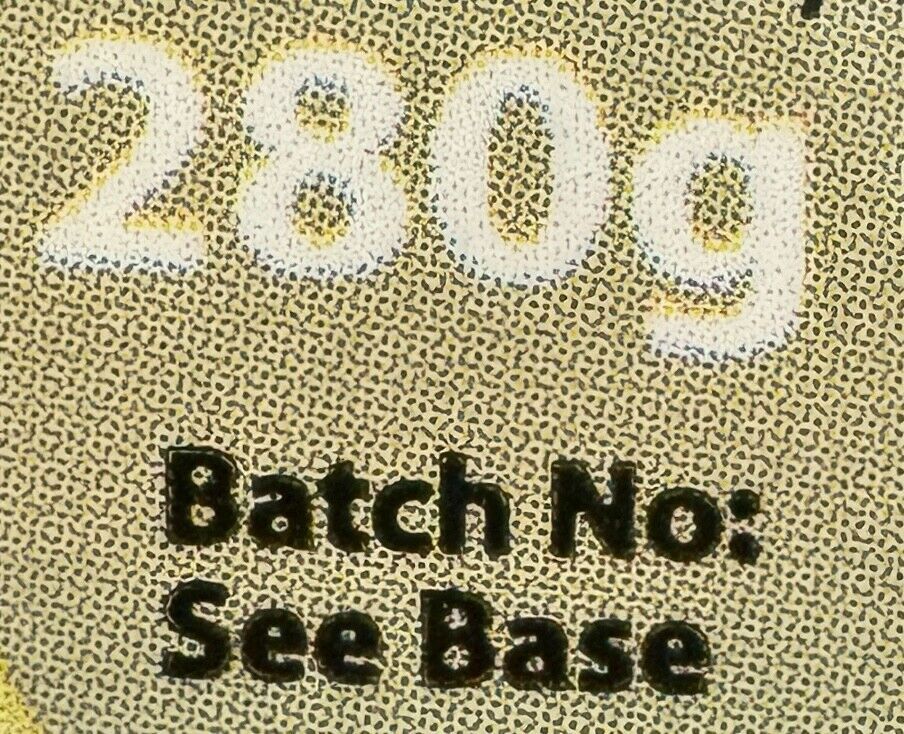 280g
Batch No:
See Base